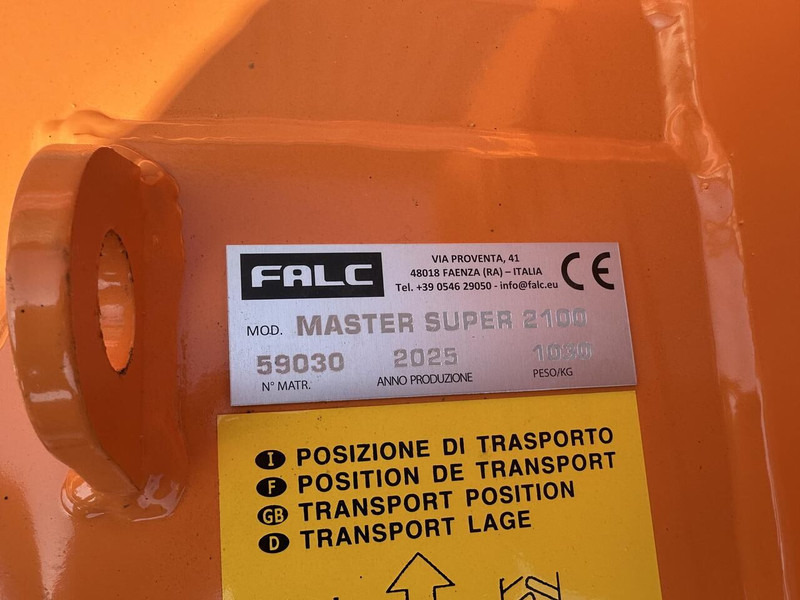 FALC
VIA PROVENTA, 41
48018 FAENZA (RA) – ITALIA
Tel. +39 0546 29050 - info@falc.eu
CE
MOD. MASTER SUPER 2100
59030 2025
N° MATR. ANNO PRODUZIONE PESO/KG
I POSIZIONE DI TRASPORTO
F POSITION DE TRANSPORT
GB TRANSPORT POSITION
D TRANSPORT LAGE